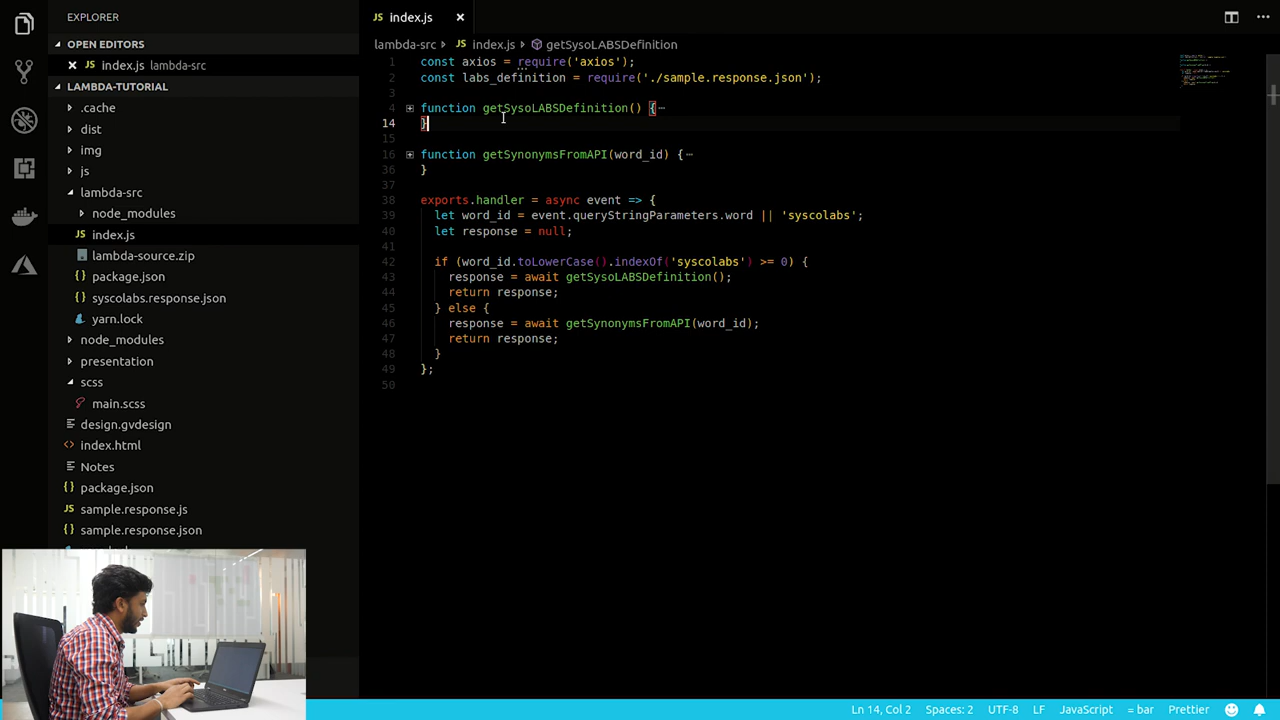 EXPLORER
OPEN EDITORS
index.js lambda-src
LAMBDA-TUTORIAL
.cache
dist
img
js
lambda-src
node_modules
index.js
lambda-source.zip
package.json
syscolabs.response.json
yarn.lock
node_modules
presentation
scss
main.scss
design.gvdesign
index.html
Notes
package.json
sample.response.js
sample.response.json
index.js
lambda-src › JS index.js › getSysoLABSDefinition
1 const axios = require('axios');
2 const labs_definition = require('./sample.response.json');
3
4 function getSysoLABSDefinition() {
14 }
15
16 function getSynonymsFromAPI(word_id) {
36 }
37
38 exports.handler = async event => {
39 let word_id = event.queryStringParameters.word || 'syscolabs';
40 let response = null;
41
42 if (word_id.toLowerCase().indexOf('syscolabs') >= 0) {
43 response = await getSysoLABSDefinition();
44 return response;
45 } else {
46 response = await getSynonymsFromAPI(word_id);
47 return response;
48 }
49 };
50
Ln 14, Col 2 Spaces: 2 UTF-8 LF JavaScript = bar Prettier